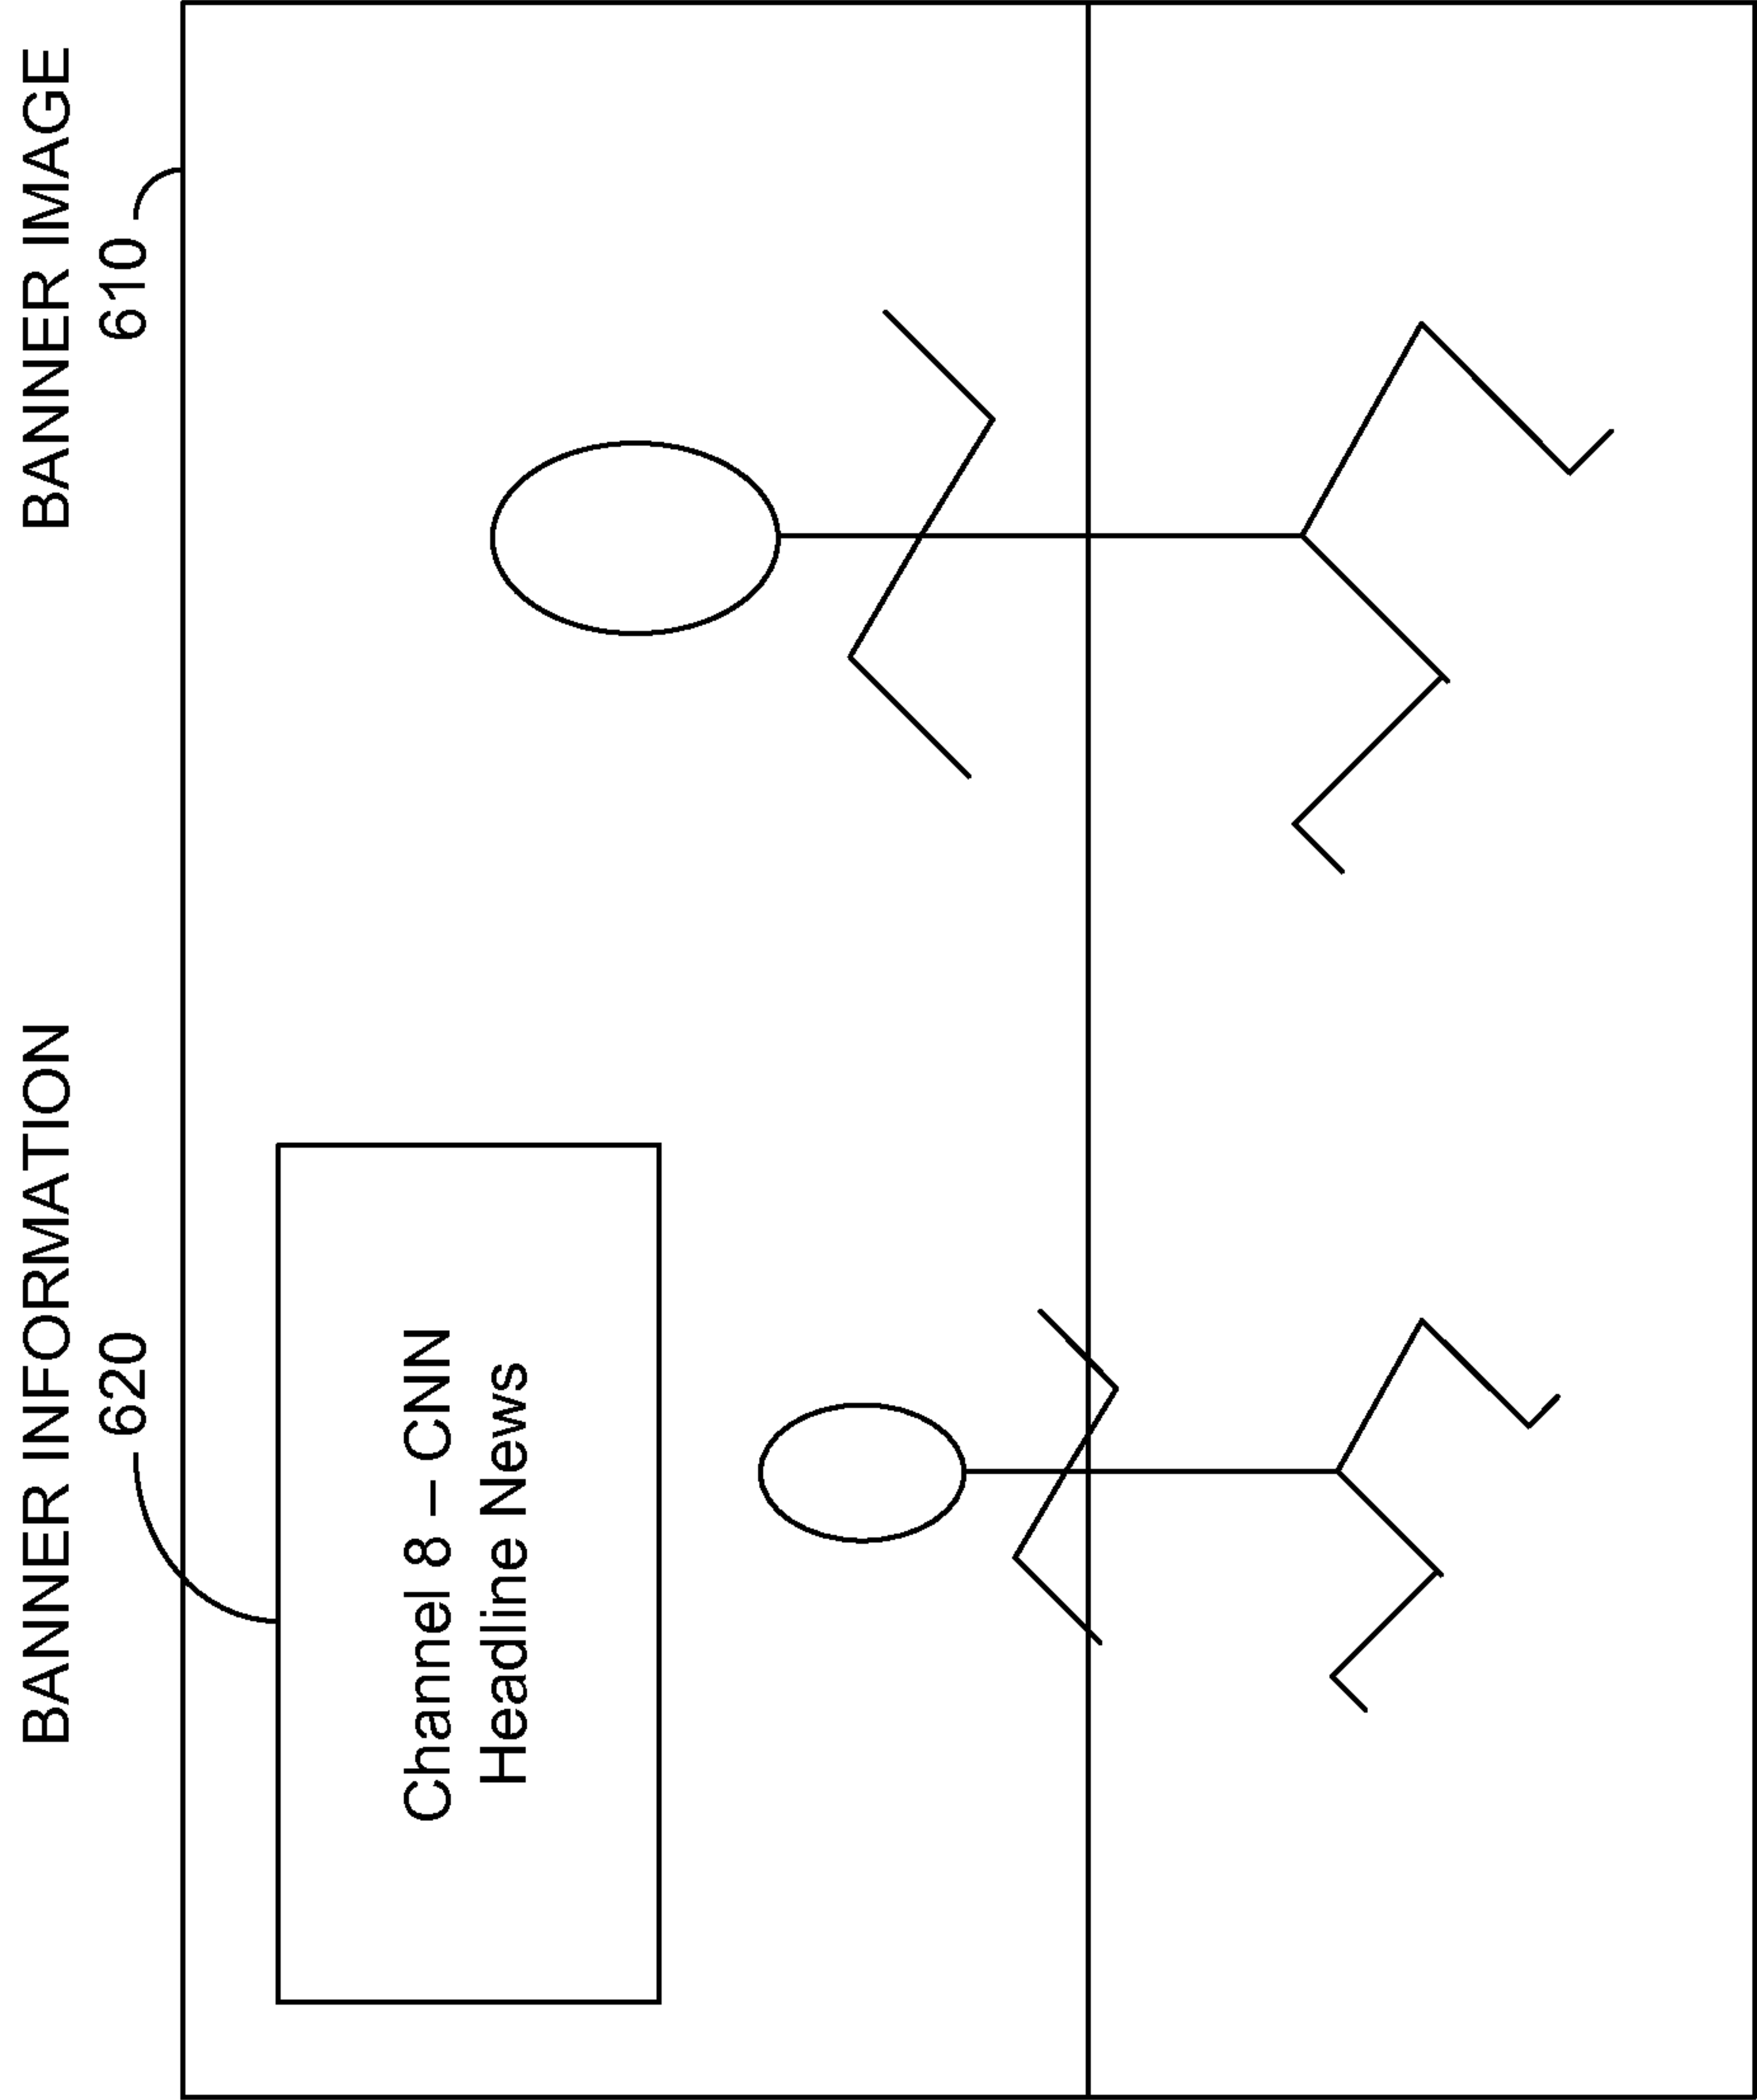 BANNER INFORMATION
BANNER IMAGE
620
610
Channel 8 – CNN
Headline News